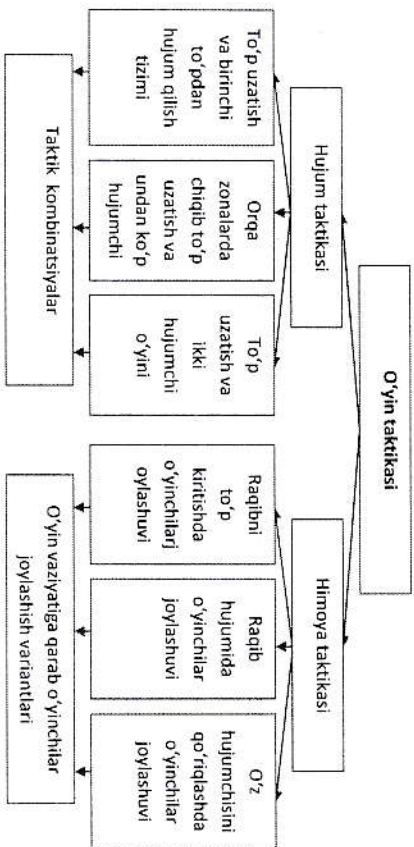 O'yin taktikasi
Hujum taktikasi
Himoya taktikasi
To'p uzatish
va birinchi
to'pdan
hujum qilish
tizimi
Orqa
zonalarda
chiqib to'p
uzatish va
undan ko'p
hujumchi
To'p
uzatish va
ikki
hujumchi
o'yini
Raqibni
to'p
kiritishda
o'yinchilarj
oylashuvi
Raqib
hujumida
o'yinchilar
joylashuvi
O'z
hujumchisini
qo'riqlashda
o'yinchilar
joylashuvi
Taktik kombinatsiyalar
O'yin vaziyatiga qarab o'yinchilar
joylashish variantlari